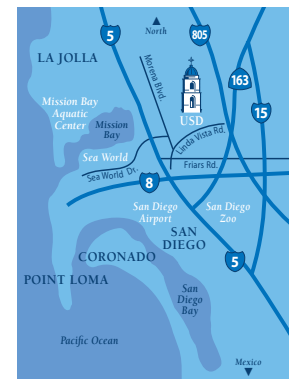 5
North
805
LA JOLLA
Morena Blvd.
163
Mission Bay
Aquatic
Center
15
USD
Mission
Bay
Linda Vista Rd.
Sea World
Friars Rd.
Sea World Dr.
8
San Diego
Airport
San Diego
Zoo
SAN
DIEGO
CORONADO
5
POINT LOMA
San
Diego
Bay
Pacific Ocean
Mexico